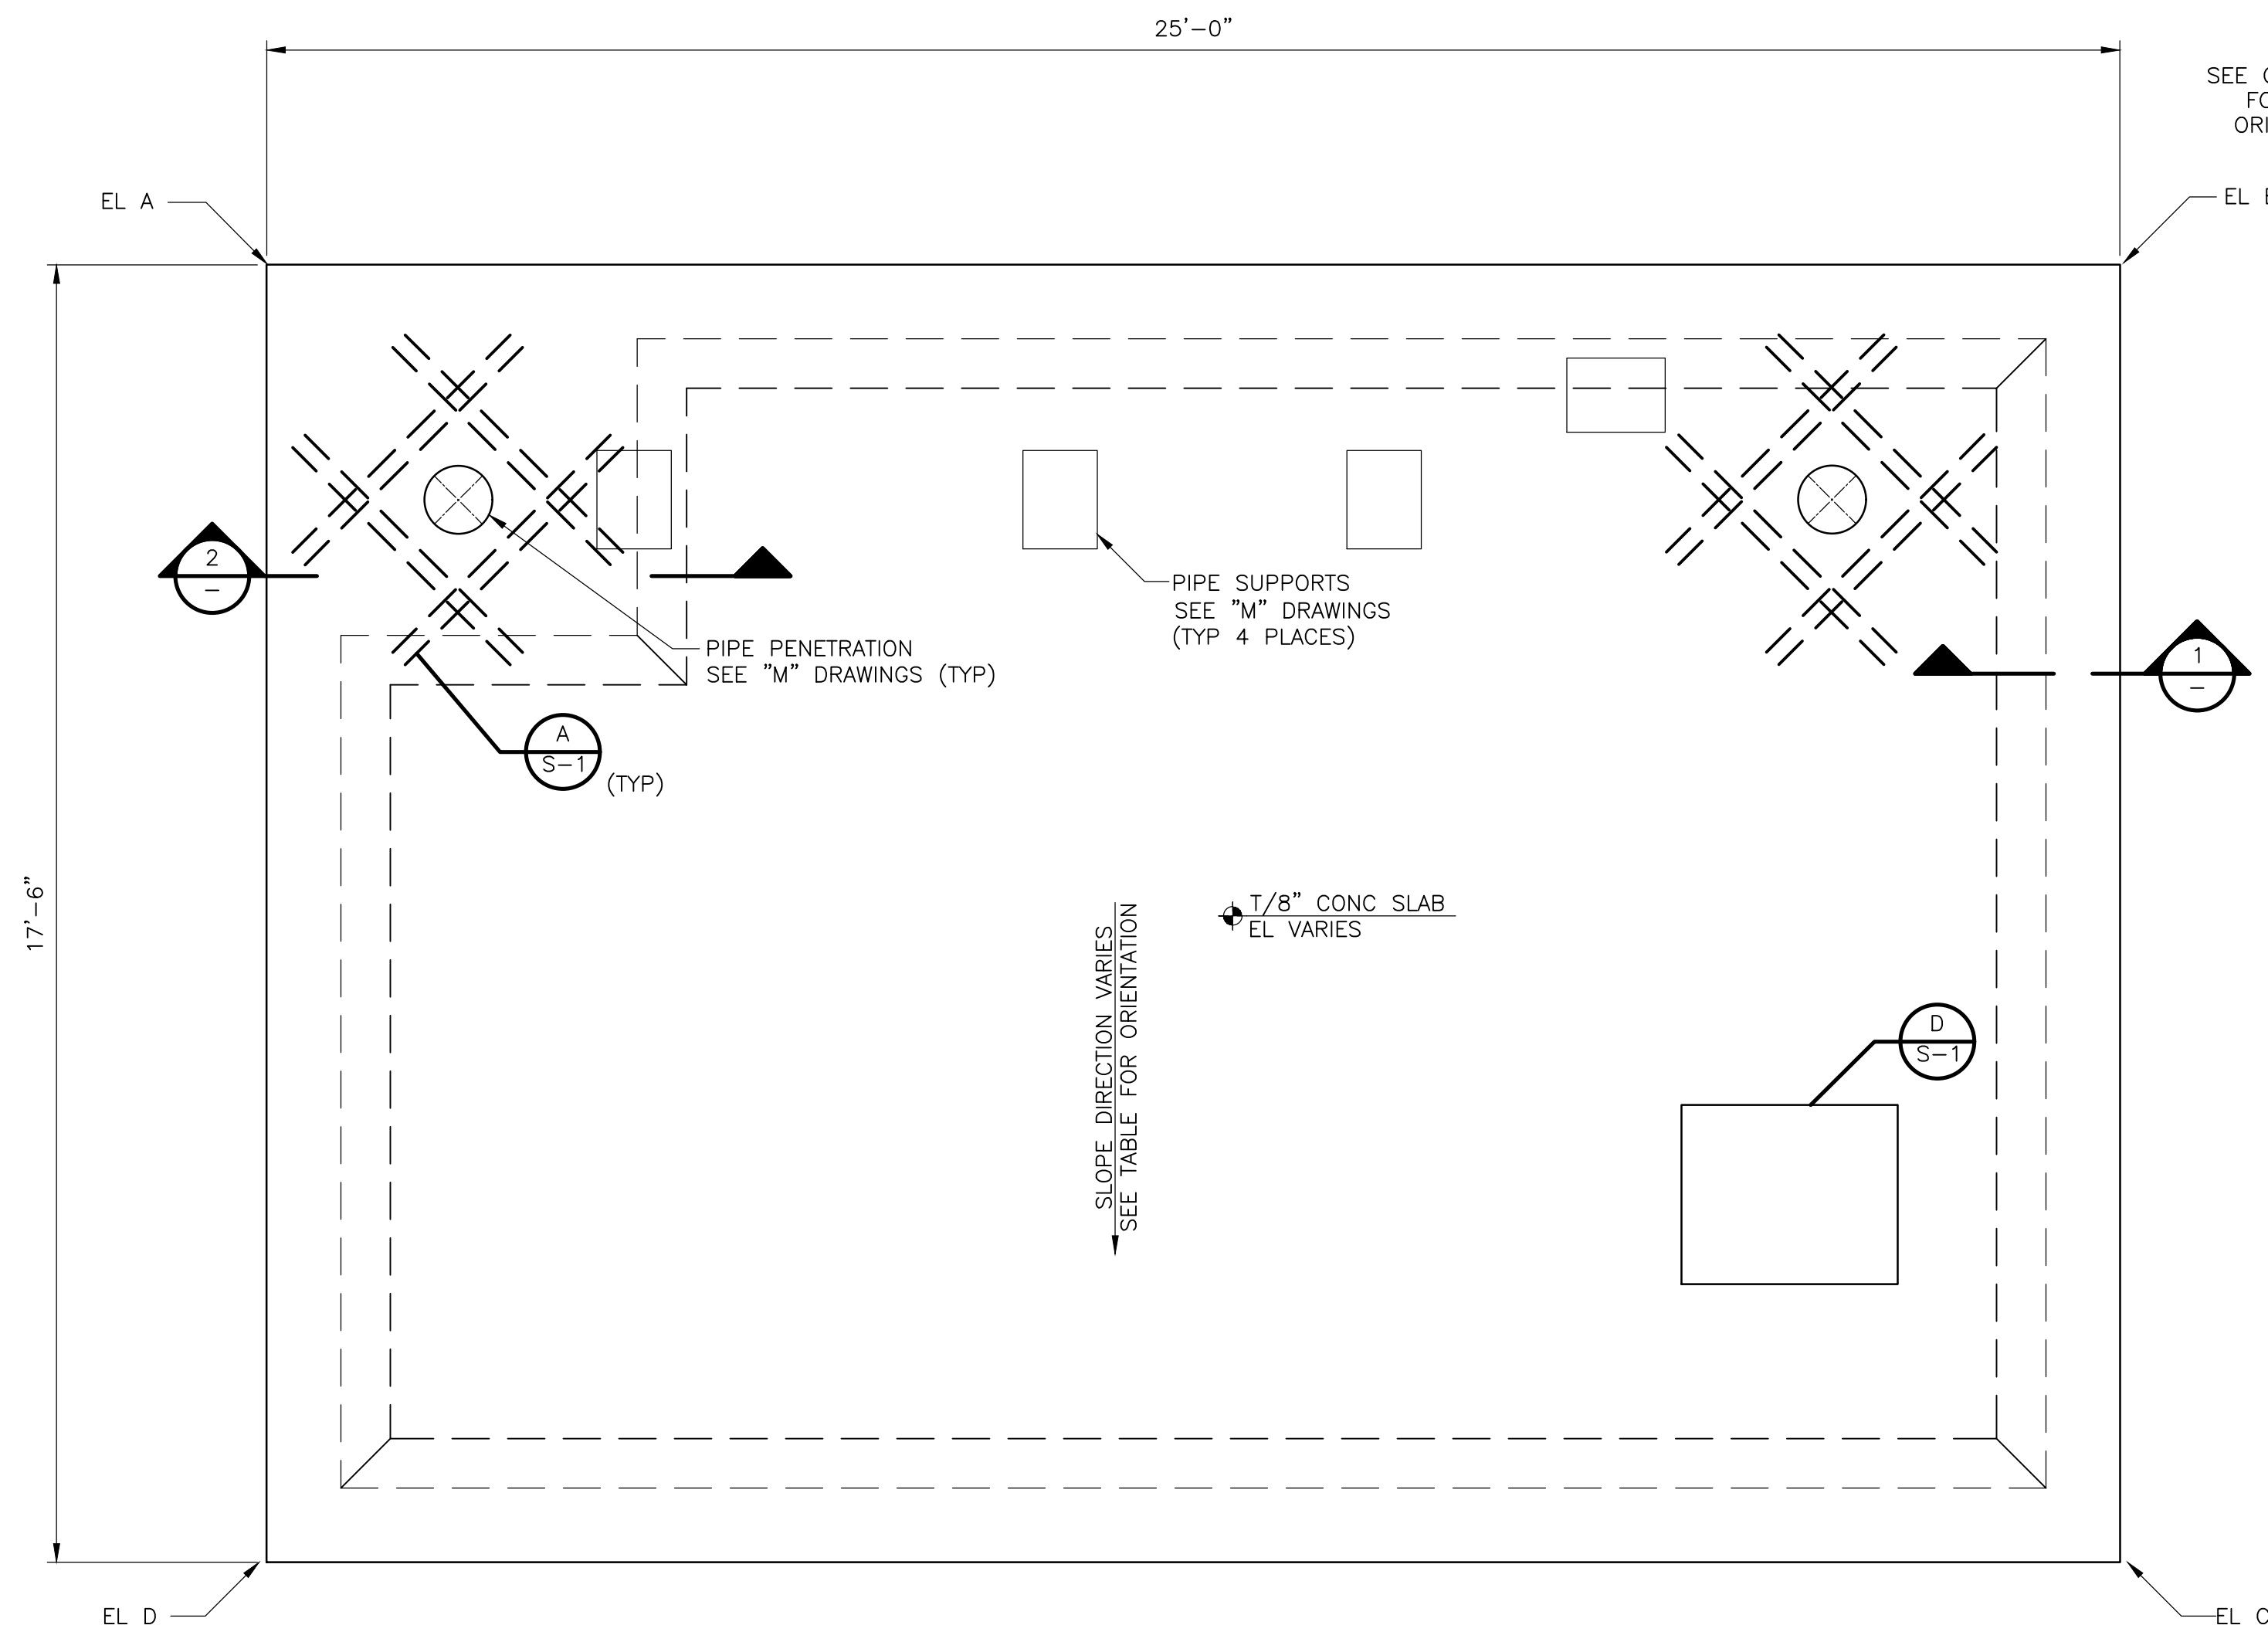 25'-0"
SEE
EL A
EL
2
-
PIPE SUPPORTS
SEE "M" DRAWINGS
(TYP 4 PLACES)
PIPE PENETRATION
SEE "M" DRAWINGS (TYP)
1
-
A
S-1
(TYP)
17'-6"
T/8" CONC SLAB
EL VARIES
SLOPE DIRECTION VARIES
SEE TABLE FOR ORIENTATION
D
S-1
EL D
EL C